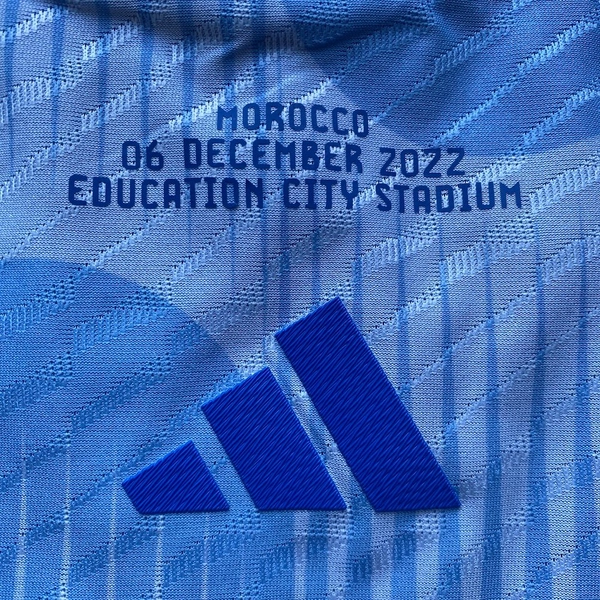 MOROCCO
06 DECEMBER 2022
EDUCATION CITY STADIUM